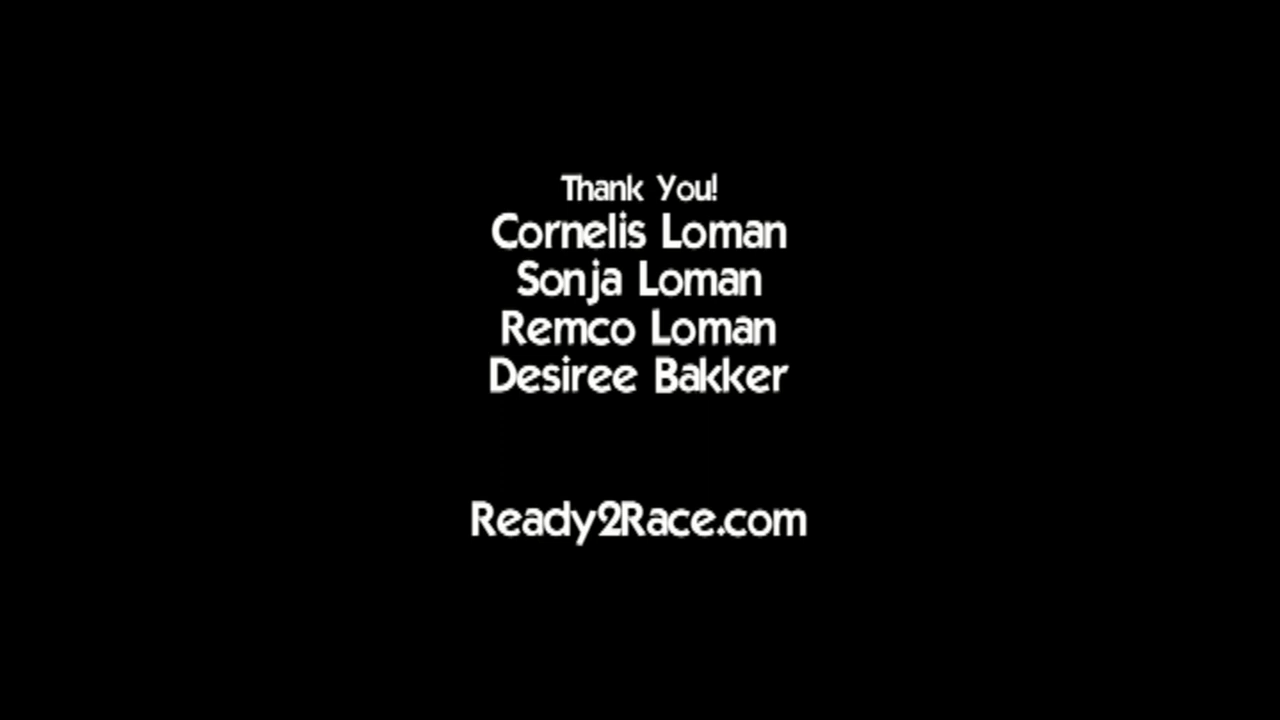 Thank You!
Cornelis Loman
Sonja Loman
Remco Loman
Desiree Bakker
Ready2Race.com